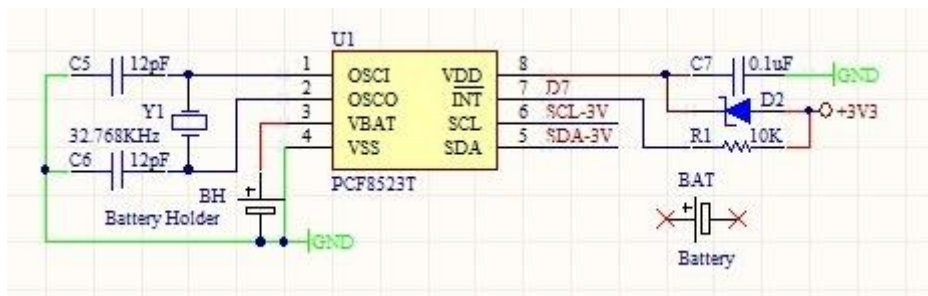 U1
C5 12pF
1 OSCI VDD 8
2 OSCO INT 7 D7
3 VBAT SCL 6 SCL-3V
4 VSS SDA 5 SDA-3V
PCF8523T
Y1
32.768KHz
C6 12pF
BH
+
Battery Holder
GND
C7 0.1uF GND
D2
+3V3
R1 10K
BAT
+
Battery